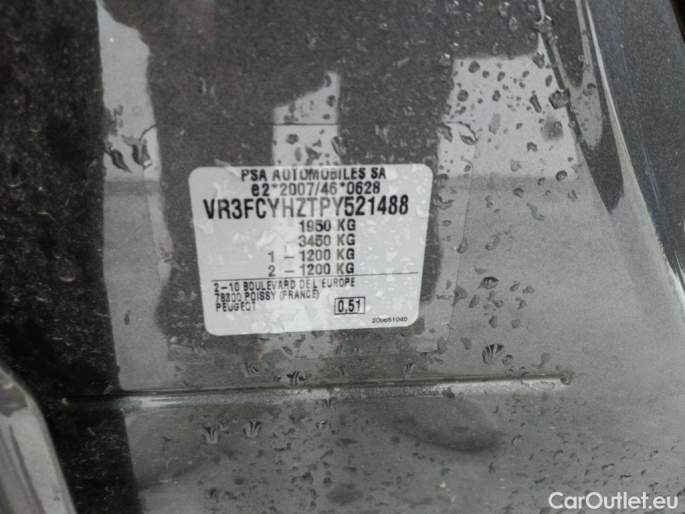 PSA AUTOMOBILES SA
e2*2007/46*0628
VR3FCYHZTPY521488
1950 KG
3450 KG
1 - 1200 KG
2 - 1200 KG
2-10 BOULEVARD DE L'EUROPE
78300 POISSY (FRANCE)
PEUGEOT
0.51
CarOutlet.eu